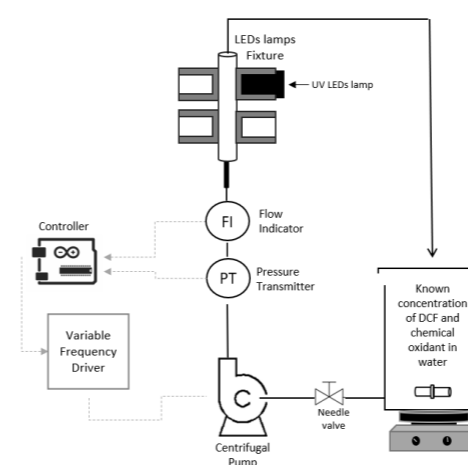 LEDs lamps
Fixture
UV LEDs lamp
FI
Flow
Indicator
Controller
PT
Pressure
Transmitter
Known
concentration
of DCF and
chemical
oxidant in
water
Variable
Frequency
Driver
C
Needle
valve
Centrifugal
Pump